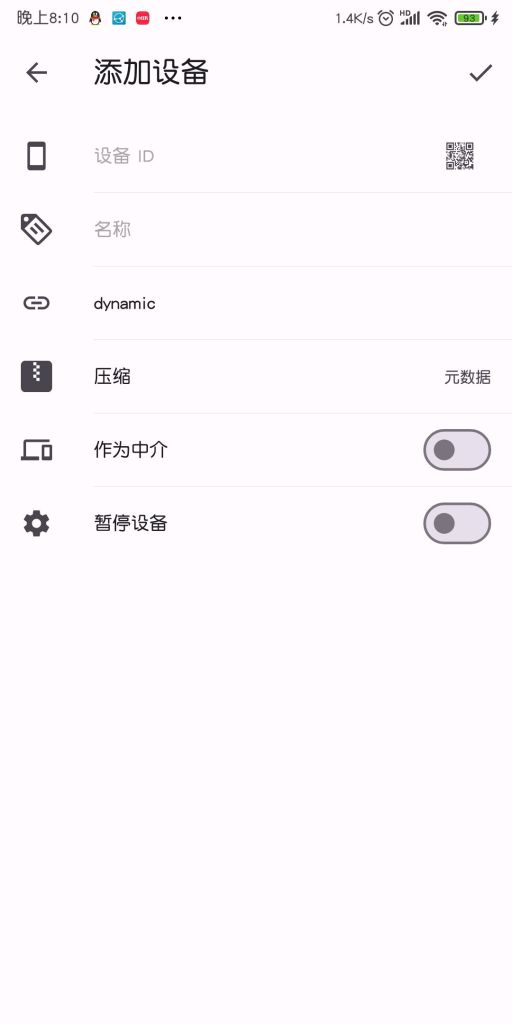 晚上8:10
1.4K/s
HD
93
添加设备
设备 ID
名称
dynamic
压缩
元数据
作为中介
暂停设备